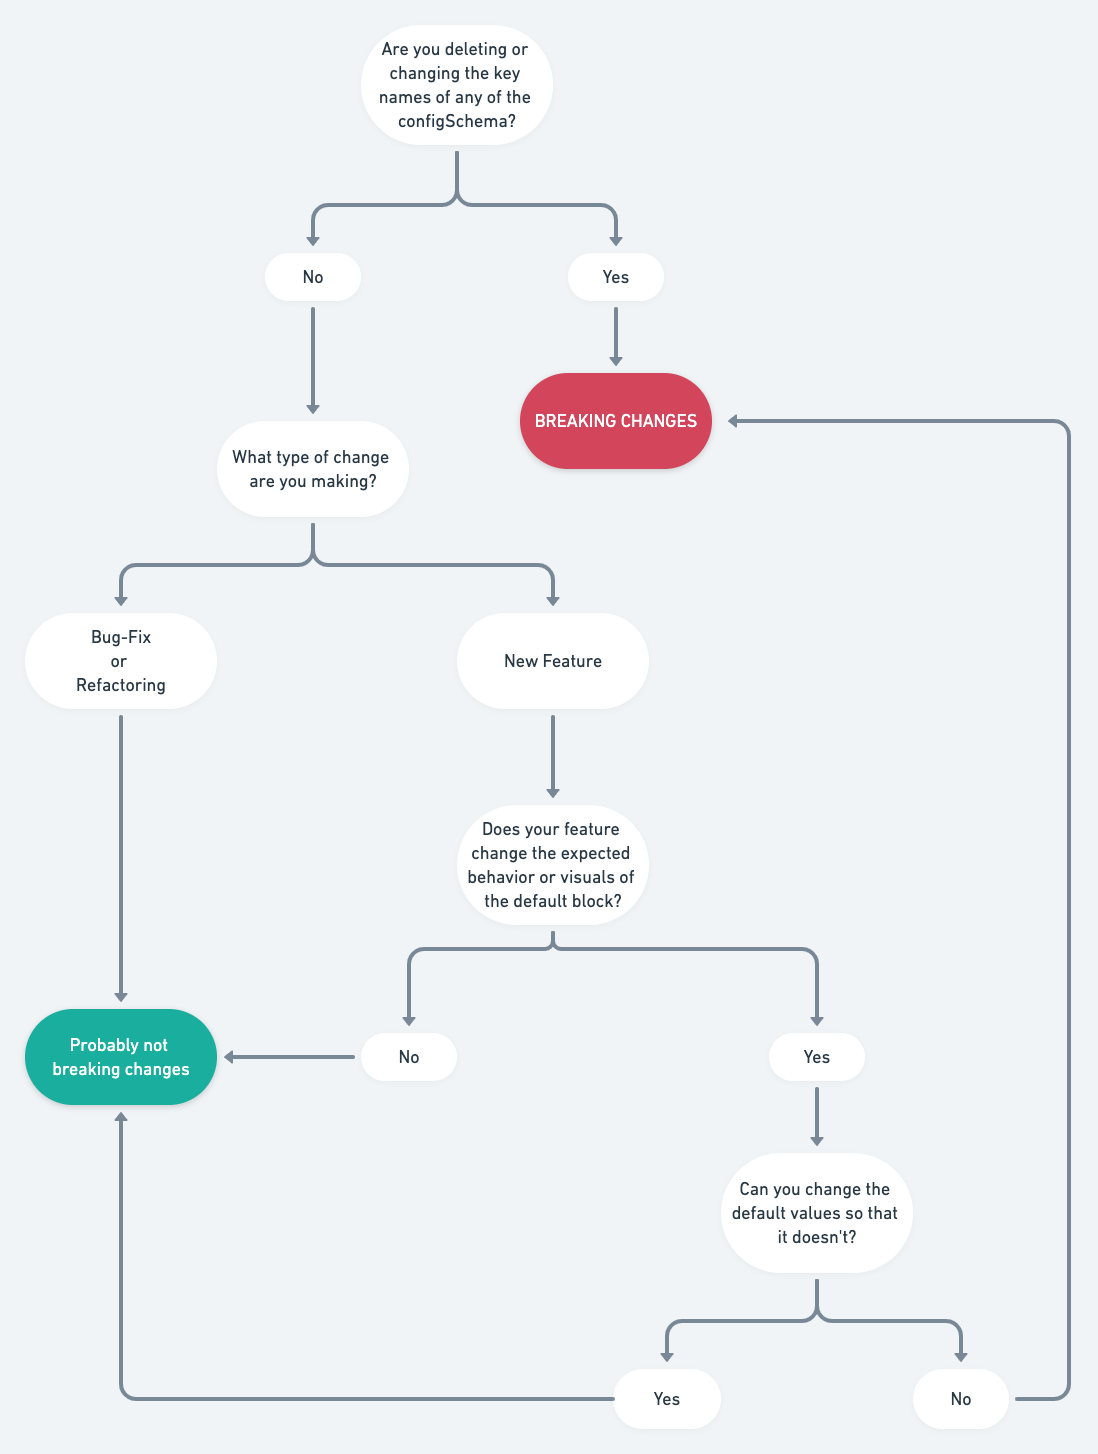 Are you deleting or
changing the key
names of any of the
configSchema?
No
Yes
BREAKING CHANGES
What type of change
are you making?
Bug-Fix
or
Refactoring
New Feature
Does your feature
change the expected
behavior or visuals of
the default block?
Probably not
breaking changes
No
Yes
Can you change the
default values so that
it doesn't?
Yes
No